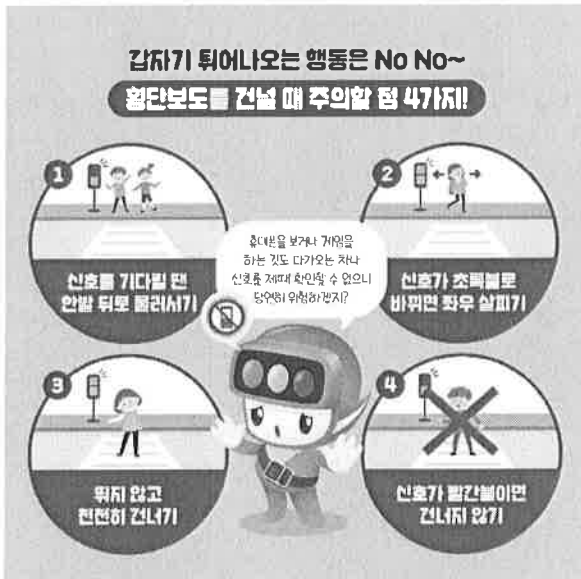 갑자기 튀어나오는 행동은 No No~
횡단보도를 건널 때 주의할 점 4가지!
1
신호를 기다릴 땐
한발 뒤로 물러서기
2
신호가 초록불로
바뀌면 좌우 살피기
휴대폰을 보거나 게임을
하는 것도 다가오는 차나
신호를 제때 확인할 수 없으니
당연히 위험하겠지?
3
뛰지 않고
천천히 건너기
4
신호가 빨간불이면
건너지 않기